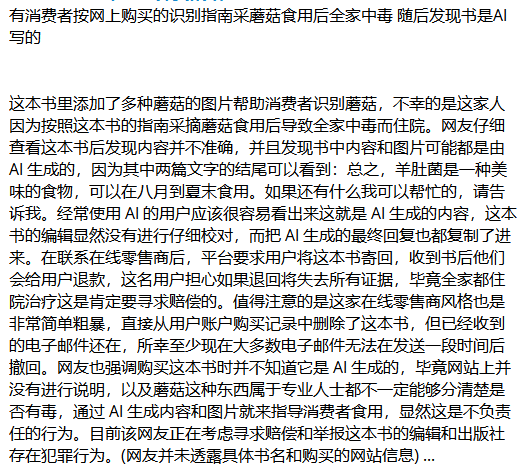 有消费者按网上购买的识别指南采蘑菇食用后全家中毒 随后发现书是AI
写的
这本书里添加了多种蘑菇的图片帮助消费者识别蘑菇，不幸的是这家人
因为按照这本书的指南采摘蘑菇食用后导致全家中毒而住院。网友仔细
查看这本书后发现内容并不准确，并且发现书中内容和图片可能都是由
AI 生成的，因为其中两篇文字的结尾可以看到：总之，羊肚菌是一种美
味的食物，可以在八月到夏末食用。如果还有什么我可以帮忙的，请告
诉我。经常使用 AI 的用户应该很容易看出来这就是 AI 生成的内容，这本
书的编辑显然没有进行仔细校对，而把 AI 生成的最终回复也都复制了进
来。在联系在线零售商后，平台要求用户将这本书寄回，收到书后他们
会给用户退款，这名用户担心如果退回将失去所有证据，毕竟全家都住
院治疗这是肯定要寻求赔偿的。值得注意的是这家在线零售商风格也是
非常简单粗暴，直接从用户账户购买记录中删除了这本书，但已经收到
的电子邮件还在，所幸至少现在大多数电子邮件无法在发送一段时间后
撤回。网友也强调购买这本书时并不知道它是 AI 生成的，毕竟网站上并
没有进行说明，以及蘑菇这种东西属于专业人士都不一定能够分清楚是
否有毒，通过 AI 生成内容和图片就来指导消费者食用，显然这是不负责
任的行为。目前该网友正在考虑寻求赔偿和举报这本书的编辑和出版社
存在犯罪行为。(网友并未透露具体书名和购买的网站信息) ...